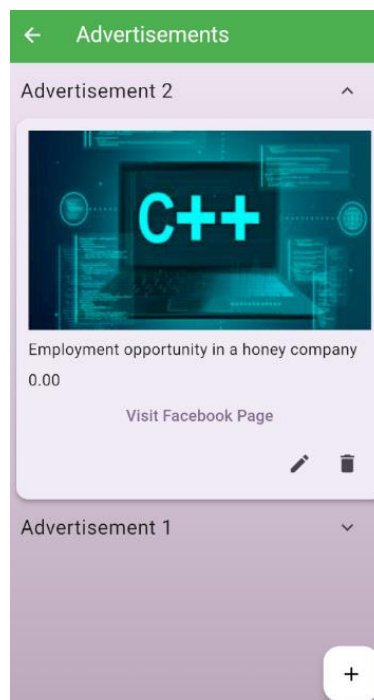 Advertisements
Advertisement 2
C++
Employment opportunity in a honey company
0.00
Visit Facebook Page
Advertisement 1
+